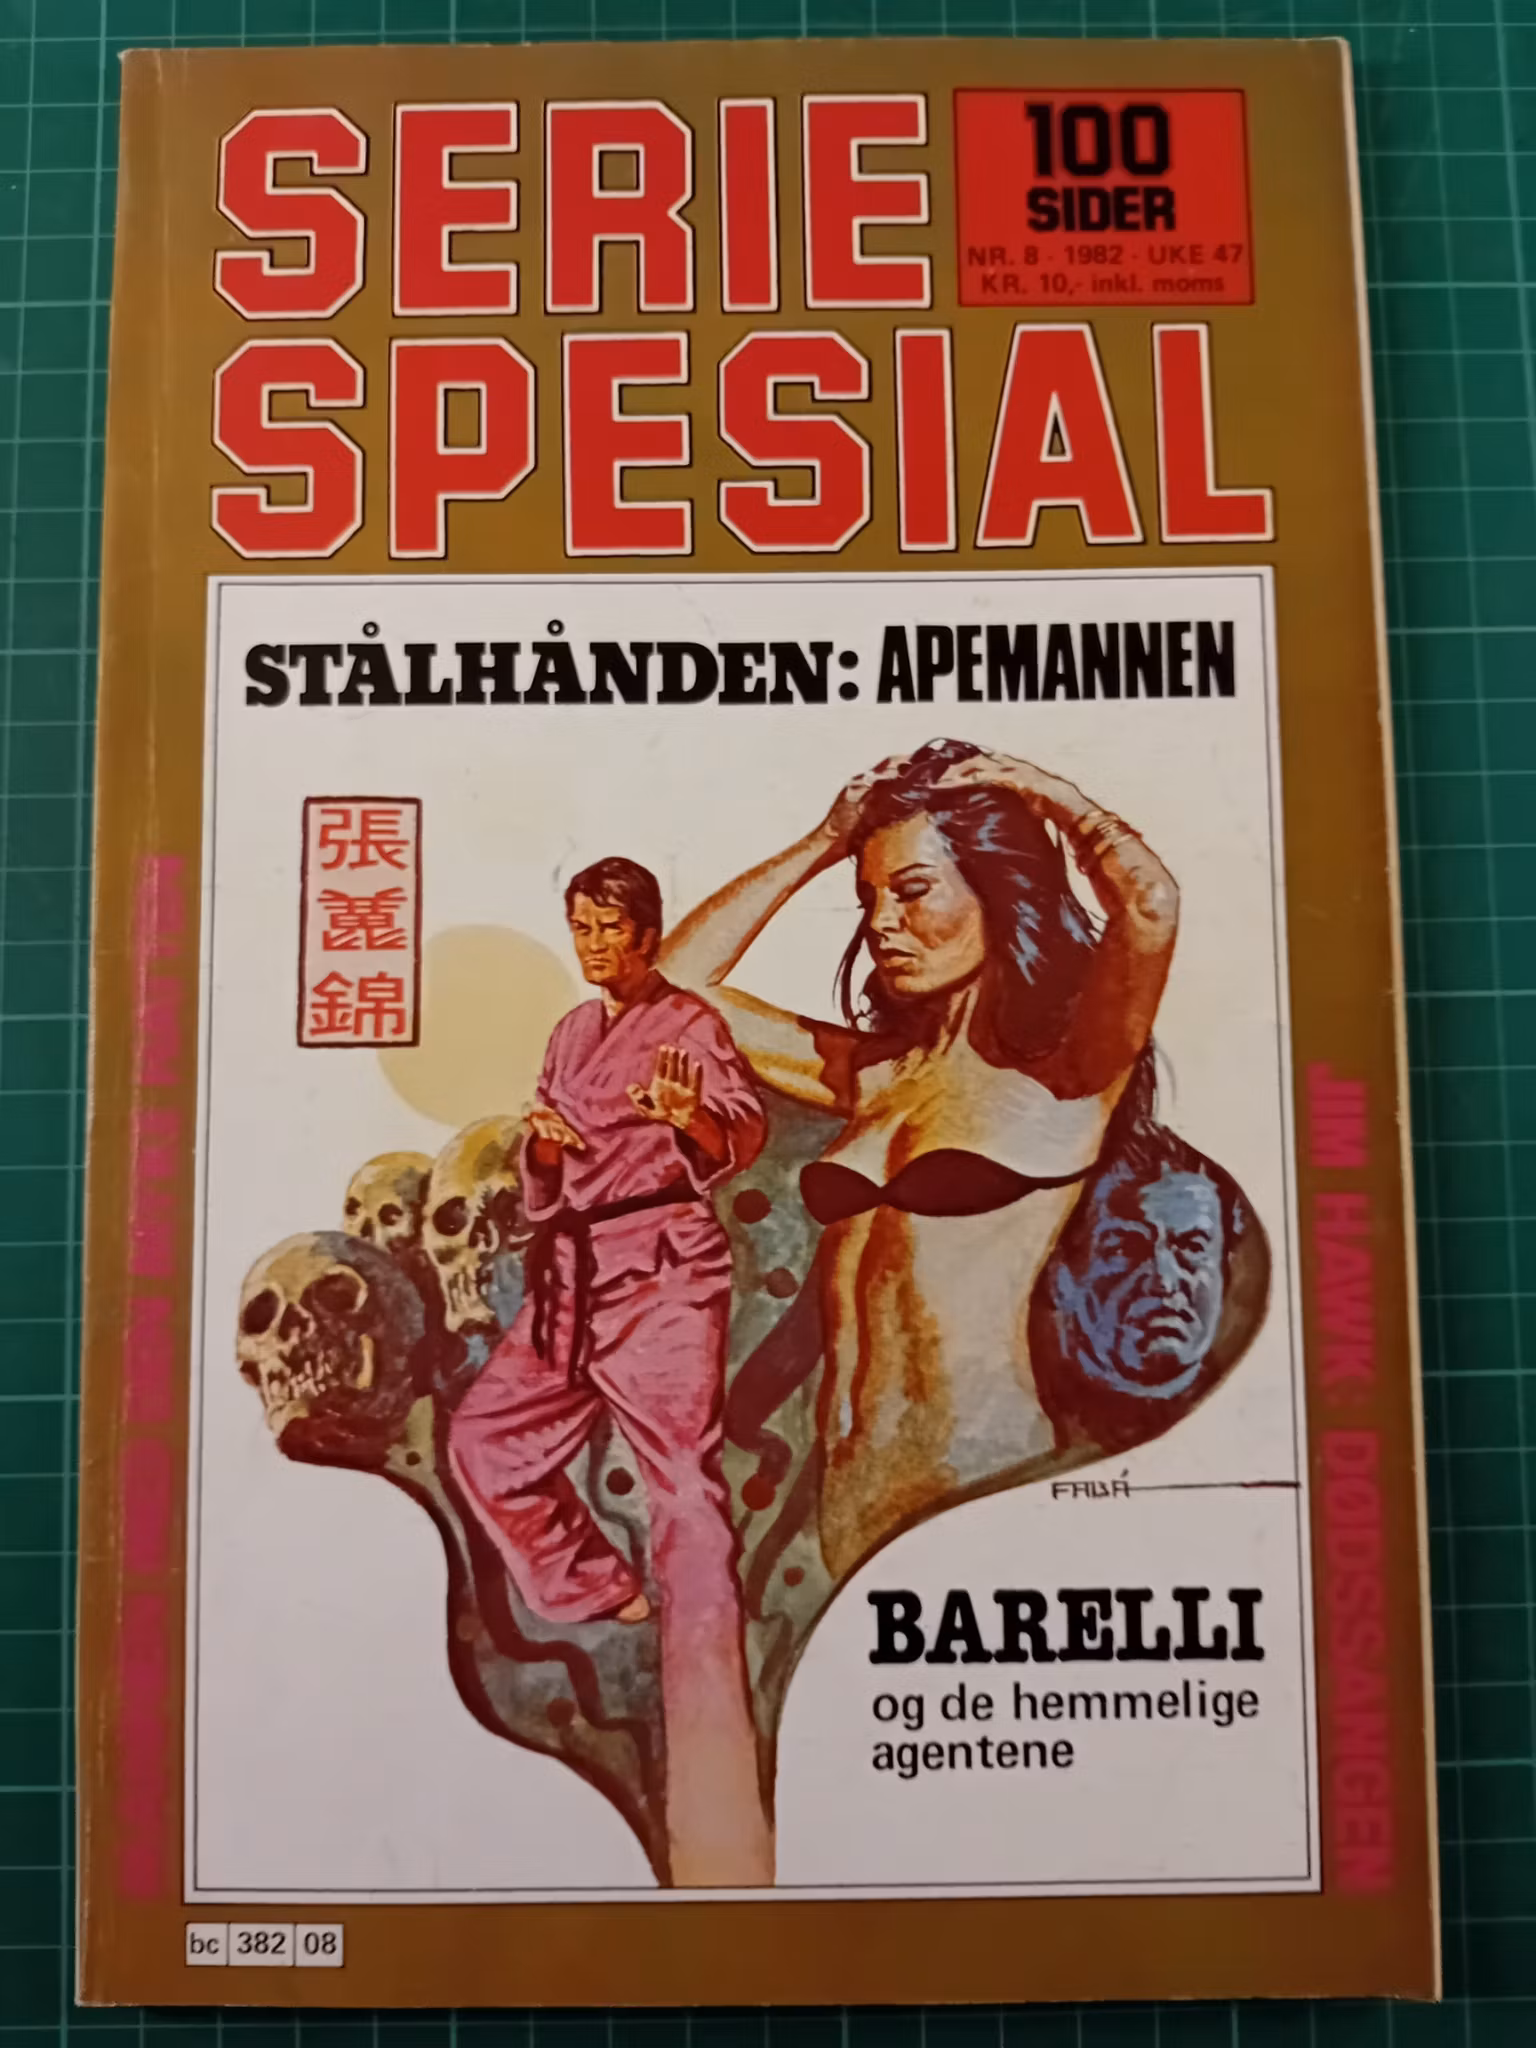 SERIE
SPESIAL
100
SIDER
NR. 8 - 1982 - UKE 47
KR. 10,- inkl. moms
STÅLHÅNDEN: APEMANNEN
張
錦
FABÁ
BARELLI
og de hemmelige
agentene
JIM HAWK: DØDSSANGEN
bc 382 08